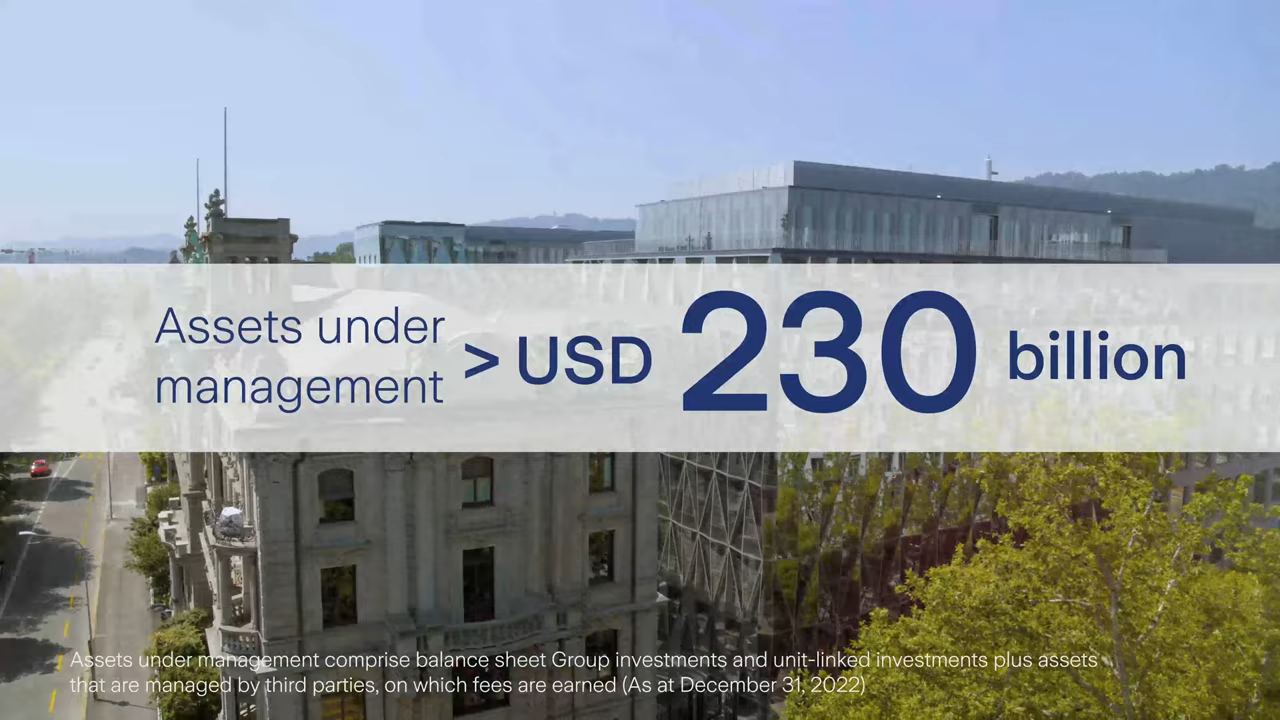 Assets under
management
> USD 230 billion
Assets under management comprise balance sheet Group investments and unit-linked investments plus assets
that are managed by third parties, on which fees are earned (As at December 31, 2022)